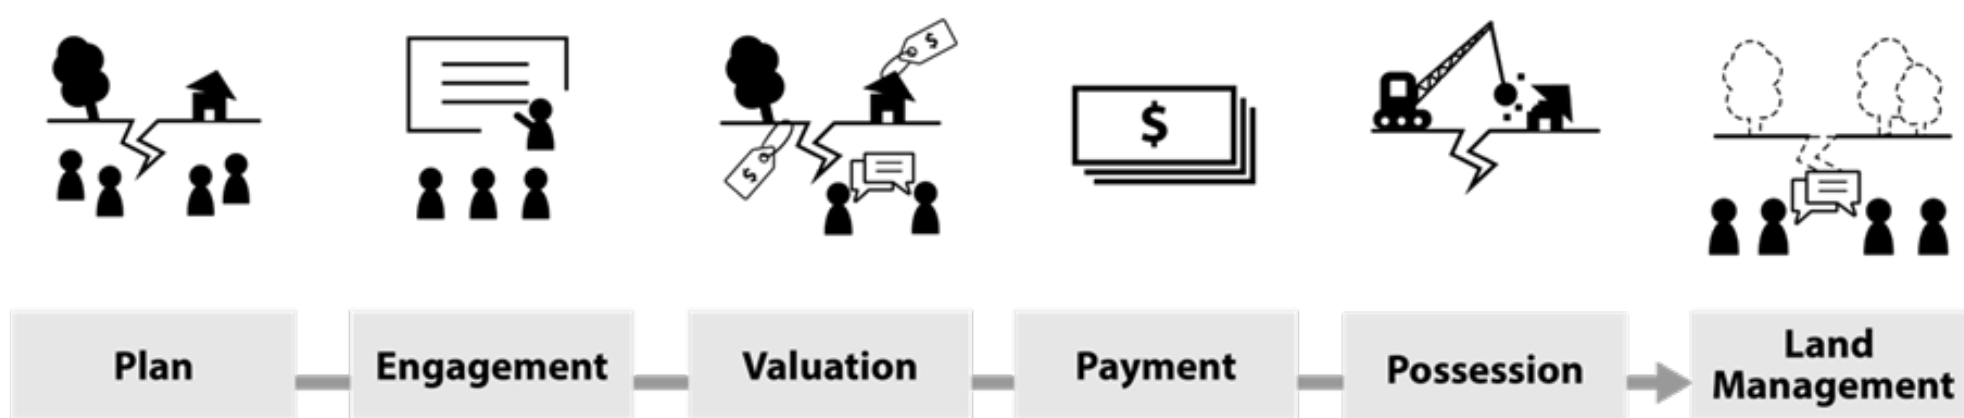 $
$
$
Plan
Engagement
Valuation
Payment
Possession
Land
Management